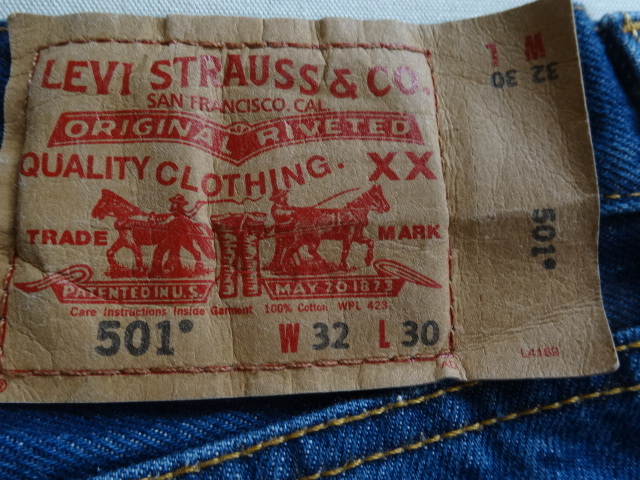 LEVI STRAUSS & CO.
SAN FRANCISCO. CAL.
ORIGINAL RIVETED
QUALITY CLOTHING. XX
TRADE MARK
PATENTED IN U.S. MAY 20 1873
Care Instructions Inside Garment 100% Cotton WPL 423
501® W 32 L 30
W L
32 30
501®
L4169
®